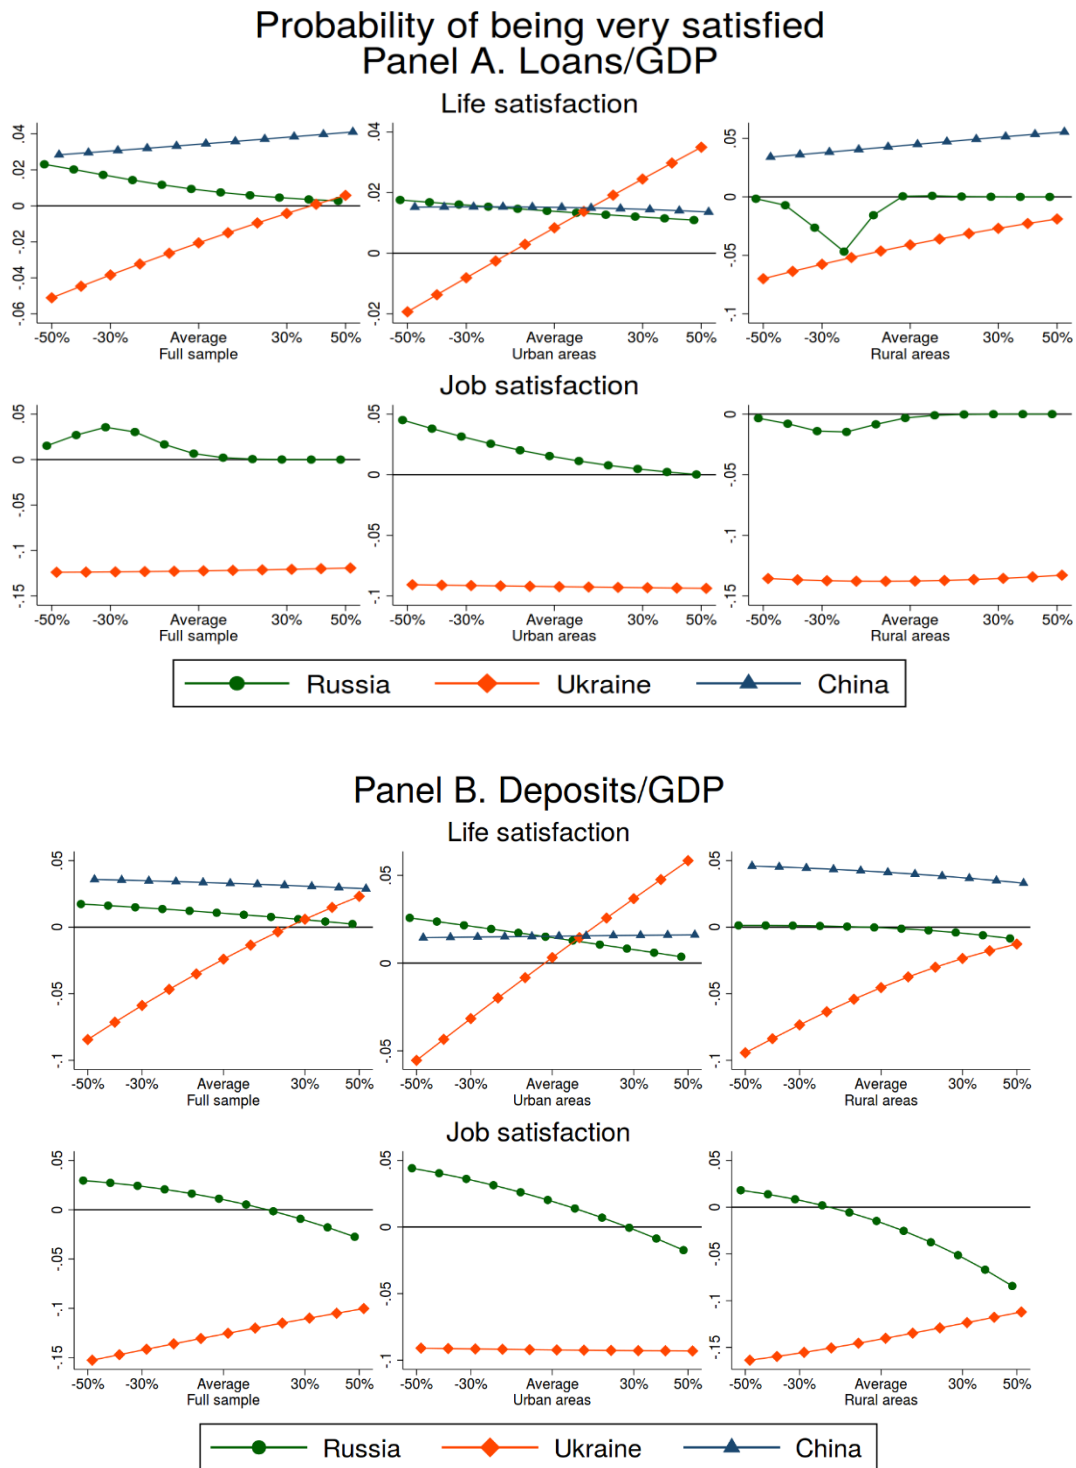 Probability of being very satisfied
Panel A. Loans/GDP
Life satisfaction
.04
.02
0
-.02
-.04
-.06
-50% -30% Average 30% 50%
Full sample
.04
.02
0
-.02
-50% -30% Average 30% 50%
Urban areas
.05
0
-.05
-.1
-50% -30% Average 30% 50%
Rural areas
Job satisfaction
.05
0
-.05
-.1
-.15
-50% -30% Average 30% 50%
Full sample
.05
0
-.05
-.1
-50% -30% Average 30% 50%
Urban areas
0
-.05
-.1
-.15
-50% -30% Average 30% 50%
Rural areas
Russia Ukraine China
Panel B. Deposits/GDP
Life satisfaction
.05
0
-.05
-.1
-50% -30% Average 30% 50%
Full sample
.05
0
-.05
-50% -30% Average 30% 50%
Urban areas
.05
0
-.05
-.1
-50% -30% Average 30% 50%
Rural areas
Job satisfaction
.05
0
-.05
-.1
-.15
-50% -30% Average 30% 50%
Full sample
.05
0
-.05
-.1
-50% -30% Average 30% 50%
Urban areas
.05
0
-.05
-.1
-.15
-50% -30% Average 30% 50%
Rural areas
Russia Ukraine China